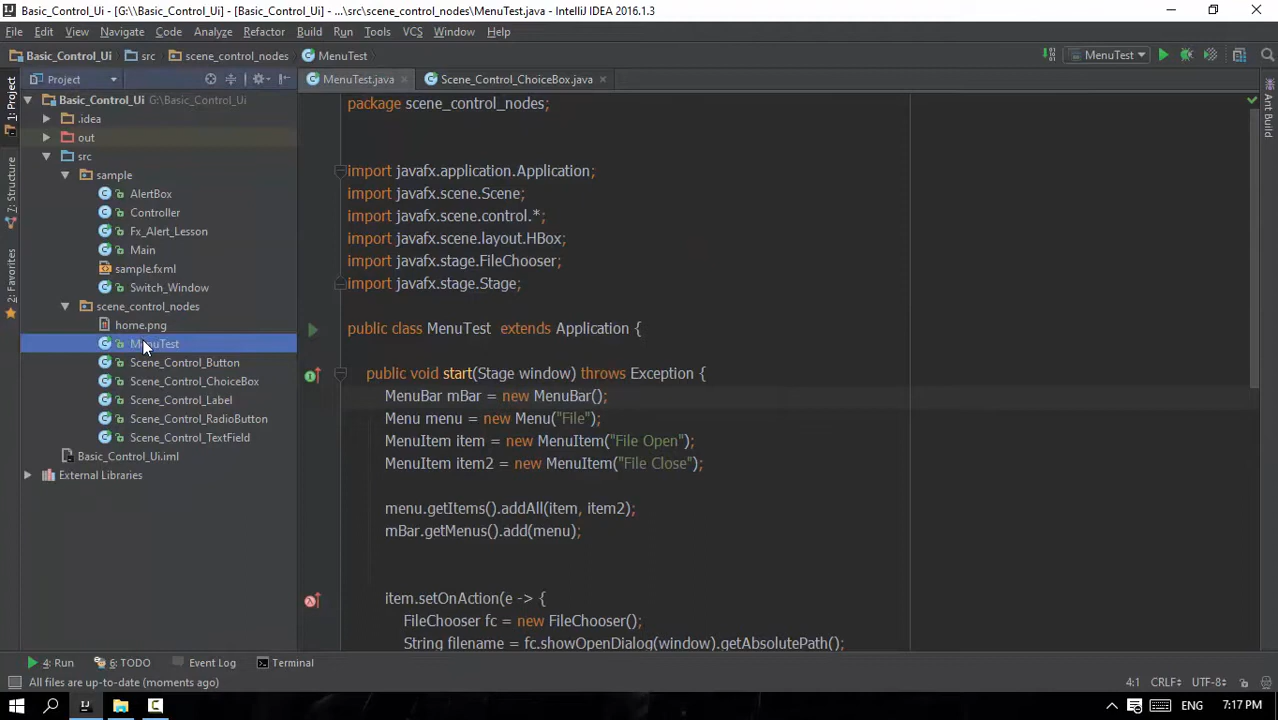 Basic_Control_Ui - [G:\\Basic_Control_Ui] - [Basic_Control_Ui] - ...\src\scene_control_nodes\MenuTest.java - IntelliJ IDEA 2016.1.3
File Edit View Navigate Code Analyze Refactor Build Run Tools VCS Window Help
Basic_Control_Ui src scene_control_nodes MenuTest MenuTest
Project MenuTest.java Scene_Control_ChoiceBox.java
1: Project
Structure
2: Favorites
Ant Build
Basic_Control_Ui G:\Basic_Control_Ui
.idea
out
src
sample
AlertBox
Controller
Fx_Alert_Lesson
Main
sample.fxml
Switch_Window
scene_control_nodes
home.png
MenuTest
Scene_Control_Button
Scene_Control_ChoiceBox
Scene_Control_Label
Scene_Control_RadioButton
Scene_Control_TextField
Basic_Control_Ui.iml
External Libraries
package scene_control_nodes;
import javafx.application.Application;
import javafx.scene.Scene;
import javafx.scene.control.*;
import javafx.scene.layout.HBox;
import javafx.stage.FileChooser;
import javafx.stage.Stage;
public class MenuTest extends Application {
public void start(Stage window) throws Exception {
MenuBar mBar = new MenuBar();
Menu menu = new Menu("File");
MenuItem item = new MenuItem("File Open");
MenuItem item2 = new MenuItem("File Close");
menu.getItems().addAll(item, item2);
mBar.getMenus().add(menu);
item.setOnAction(e -> {
FileChooser fc = new FileChooser();
String filename = fc.showOpenDialog(window).getAbsolutePath();
4: Run 6: TODO Event Log Terminal
All files are up-to-date (moments ago) 4:1 CRLF UTF-8
ENG 7:17 PM